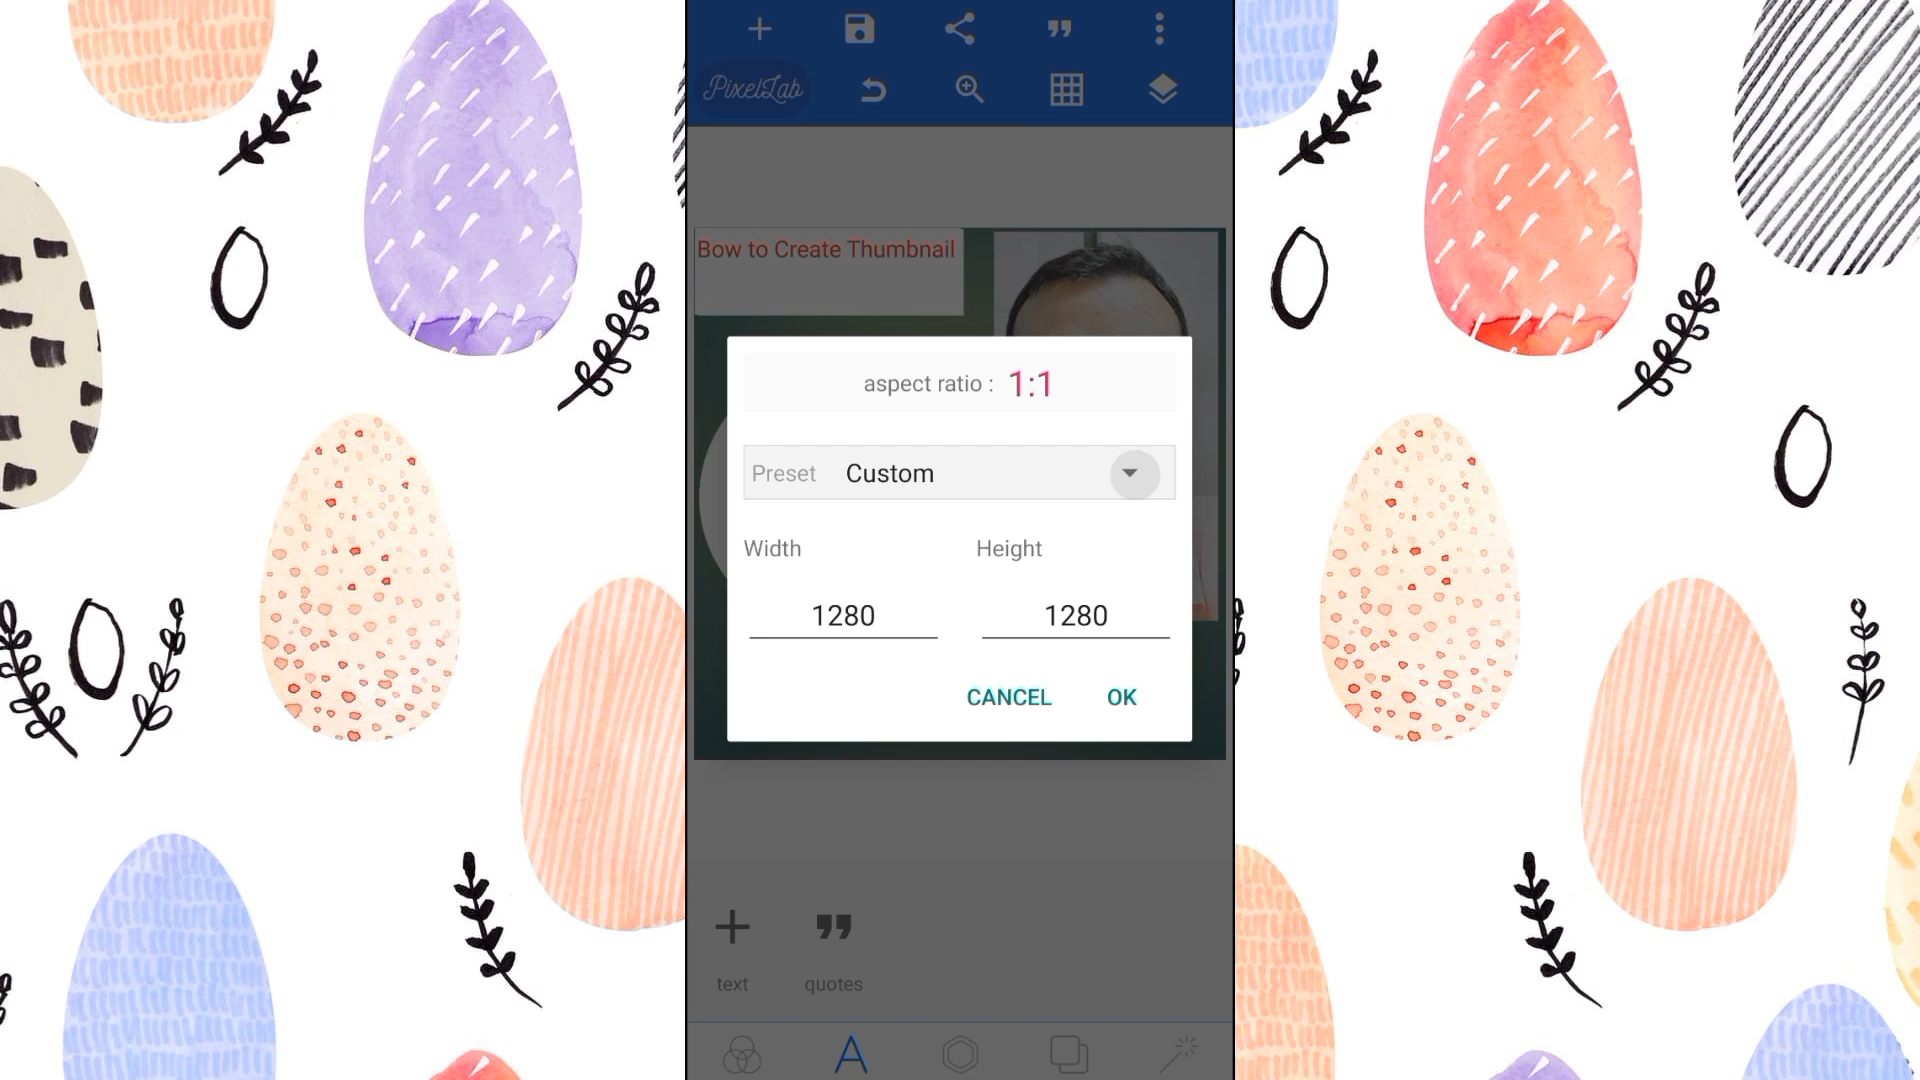 PixelLab
Bow to Create Thumbnail
aspect ratio : 1:1
Preset Custom
Width Height
1280 1280
CANCEL OK
text quotes